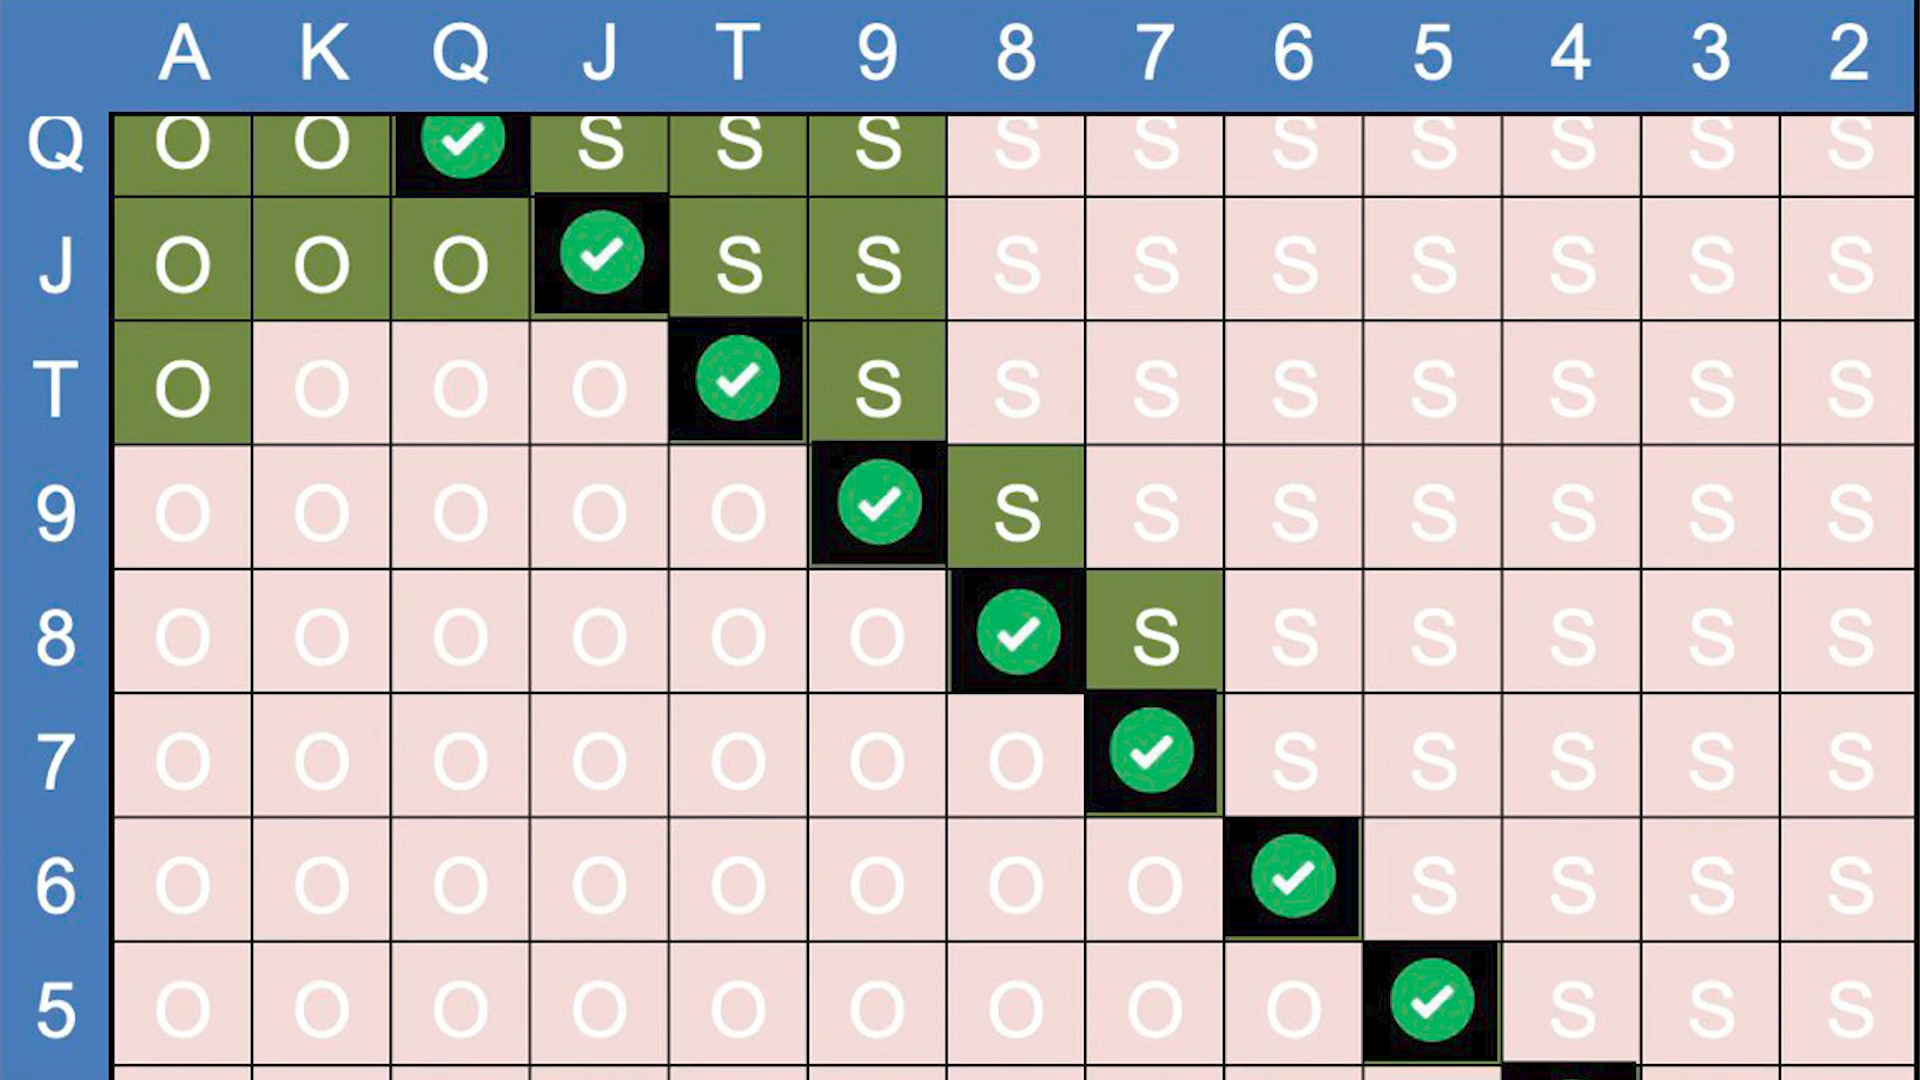 A K Q J T 9 8 7 6 5 4 3 2
Q O O S S S S S S S S S S
J O O O S S S S S S S S S
T O O O O S S S S S S S S
9 O O O O O S S S S S S S
8 O O O O O O S S S S S S
7 O O O O O O O S S S S S
6 O O O O O O O O S S S S
5 O O O O O O O O O S S S